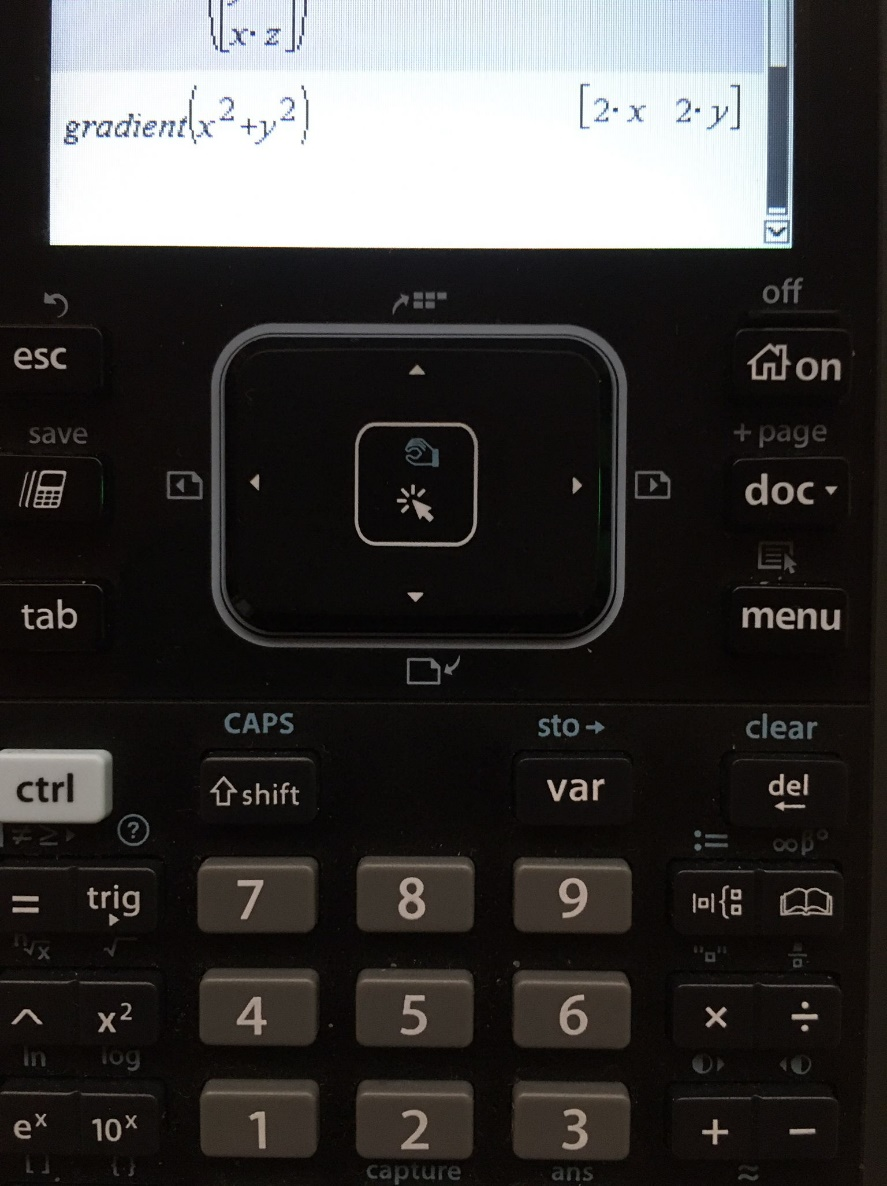 x·z
gradient(x²+y²) [2·x 2·y]
off
esc
on
save
+ page
doc
tab
menu
CAPS sto→ clear
ctrl
shift var del
?
≠≥▸ := ∞β°
= trig 7 8 9 |□|{
ⁿ√x √ "□"
^ x² 4 5 6 × ÷
ln log
eˣ 10ˣ 1 2 3 + −
[ ] { } capture ans ≈